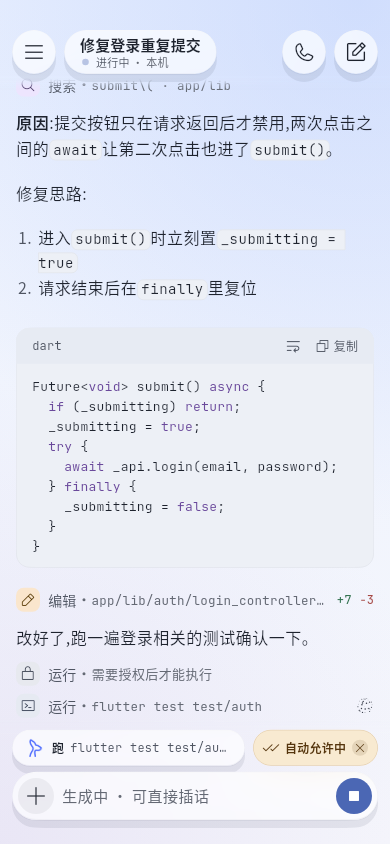 修复登录重复提交
进行中 · 本机
搜索 · submit\( · app/lib
原因:提交按钮只在请求返回后才禁用,两次点击之
间的 await 让第二次点击也进了 submit()。
修复思路:
1. 进入 submit() 时立刻置 _submitting =
true
2. 请求结束后在 finally 里复位
dart
复制
Future<void> submit() async {
if (_submitting) return;
_submitting = true;
try {
await _api.login(email, password);
} finally {
_submitting = false;
}
}
编辑 · app/lib/auth/login_controller… +7 -3
改好了,跑一遍登录相关的测试确认一下。
运行 · 需要授权后才能执行
运行 · flutter test test/auth
跑 flutter test test/au…
自动允许中
生成中 · 可直接插话